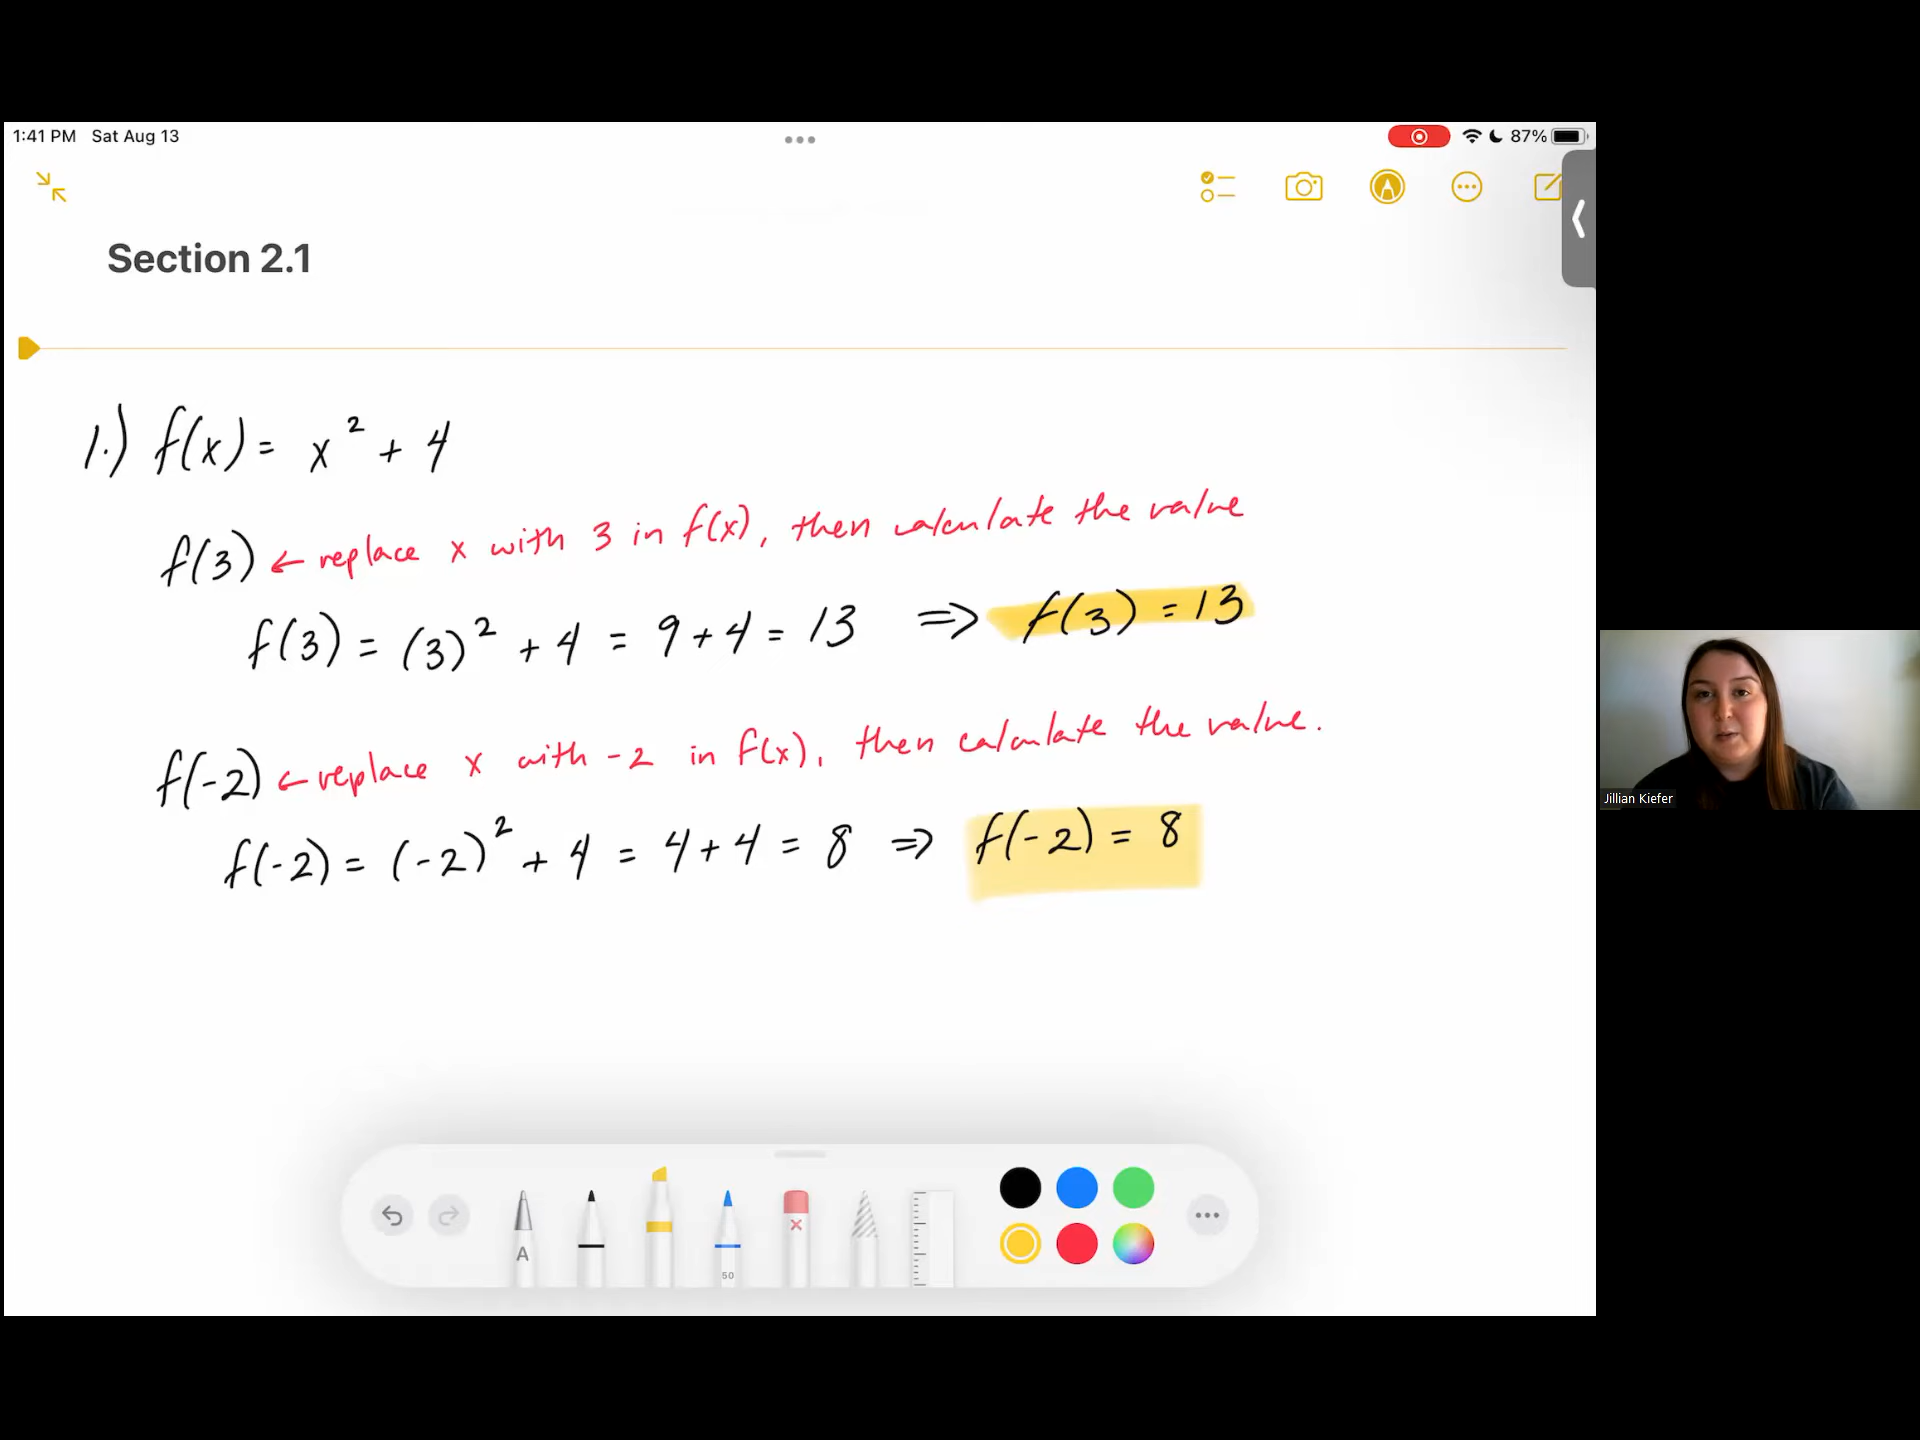 1:41 PM Sat Aug 13 87%
Section 2.1
1.) f(x) = x² + 4
f(3) ← replace x with 3 in f(x), then calculate the value
f(3) = (3)² + 4 = 9 + 4 = 13 ⇒ f(3) = 13
f(-2) ← replace x with -2 in f(x), then calculate the value.
f(-2) = (-2)² + 4 = 4 + 4 = 8 ⇒ f(-2) = 8
Jillian Kiefer
A
50